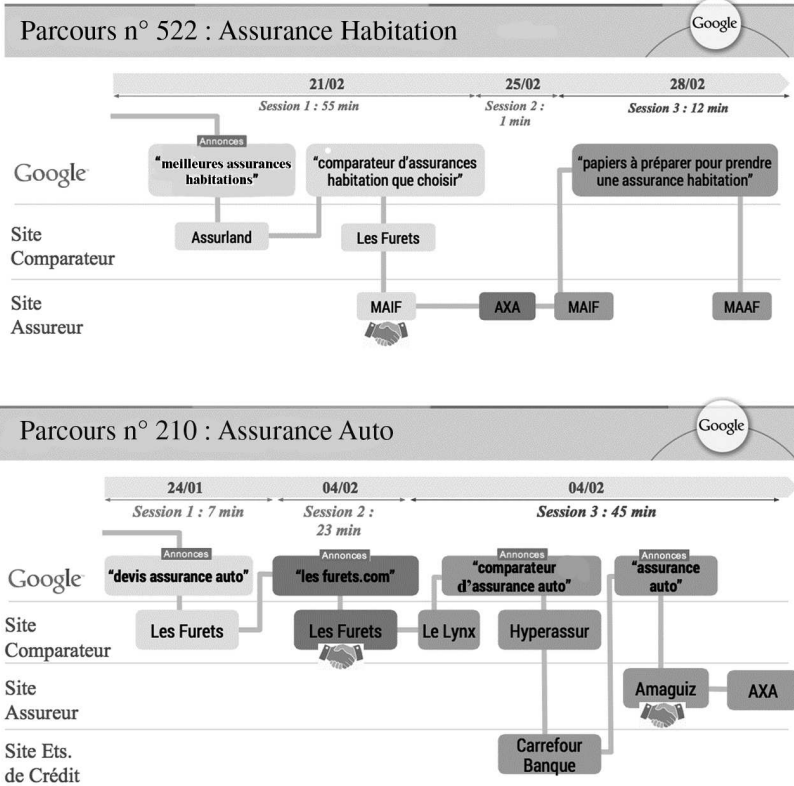 Parcours n° 522 : Assurance Habitation
Google
21/02
25/02
28/02
Session 1 : 55 min
Session 2 :
1 min
Session 3 : 12 min
Annonces
Google
"meilleures assurances
habitations"
"comparateur d'assurances
habitation que choisir"
"papiers à préparer pour prendre
une assurance habitation"
Site
Comparateur
Assurland
Les Furets
Site
Assureur
MAIF
AXA
MAIF
MAAF
Parcours n° 210 : Assurance Auto
Google
24/01
04/02
04/02
Session 1 : 7 min
Session 2 :
23 min
Session 3 : 45 min
Annonces
Annonces
Annonces
Annonces
Google
"devis assurance auto"
"les furets.com"
"comparateur
d'assurance auto"
"assurance
auto"
Site
Comparateur
Les Furets
Les Furets
Le Lynx
Hyperassur
Site
Assureur
Amaguiz
AXA
Site Ets.
de Crédit
Carrefour
Banque